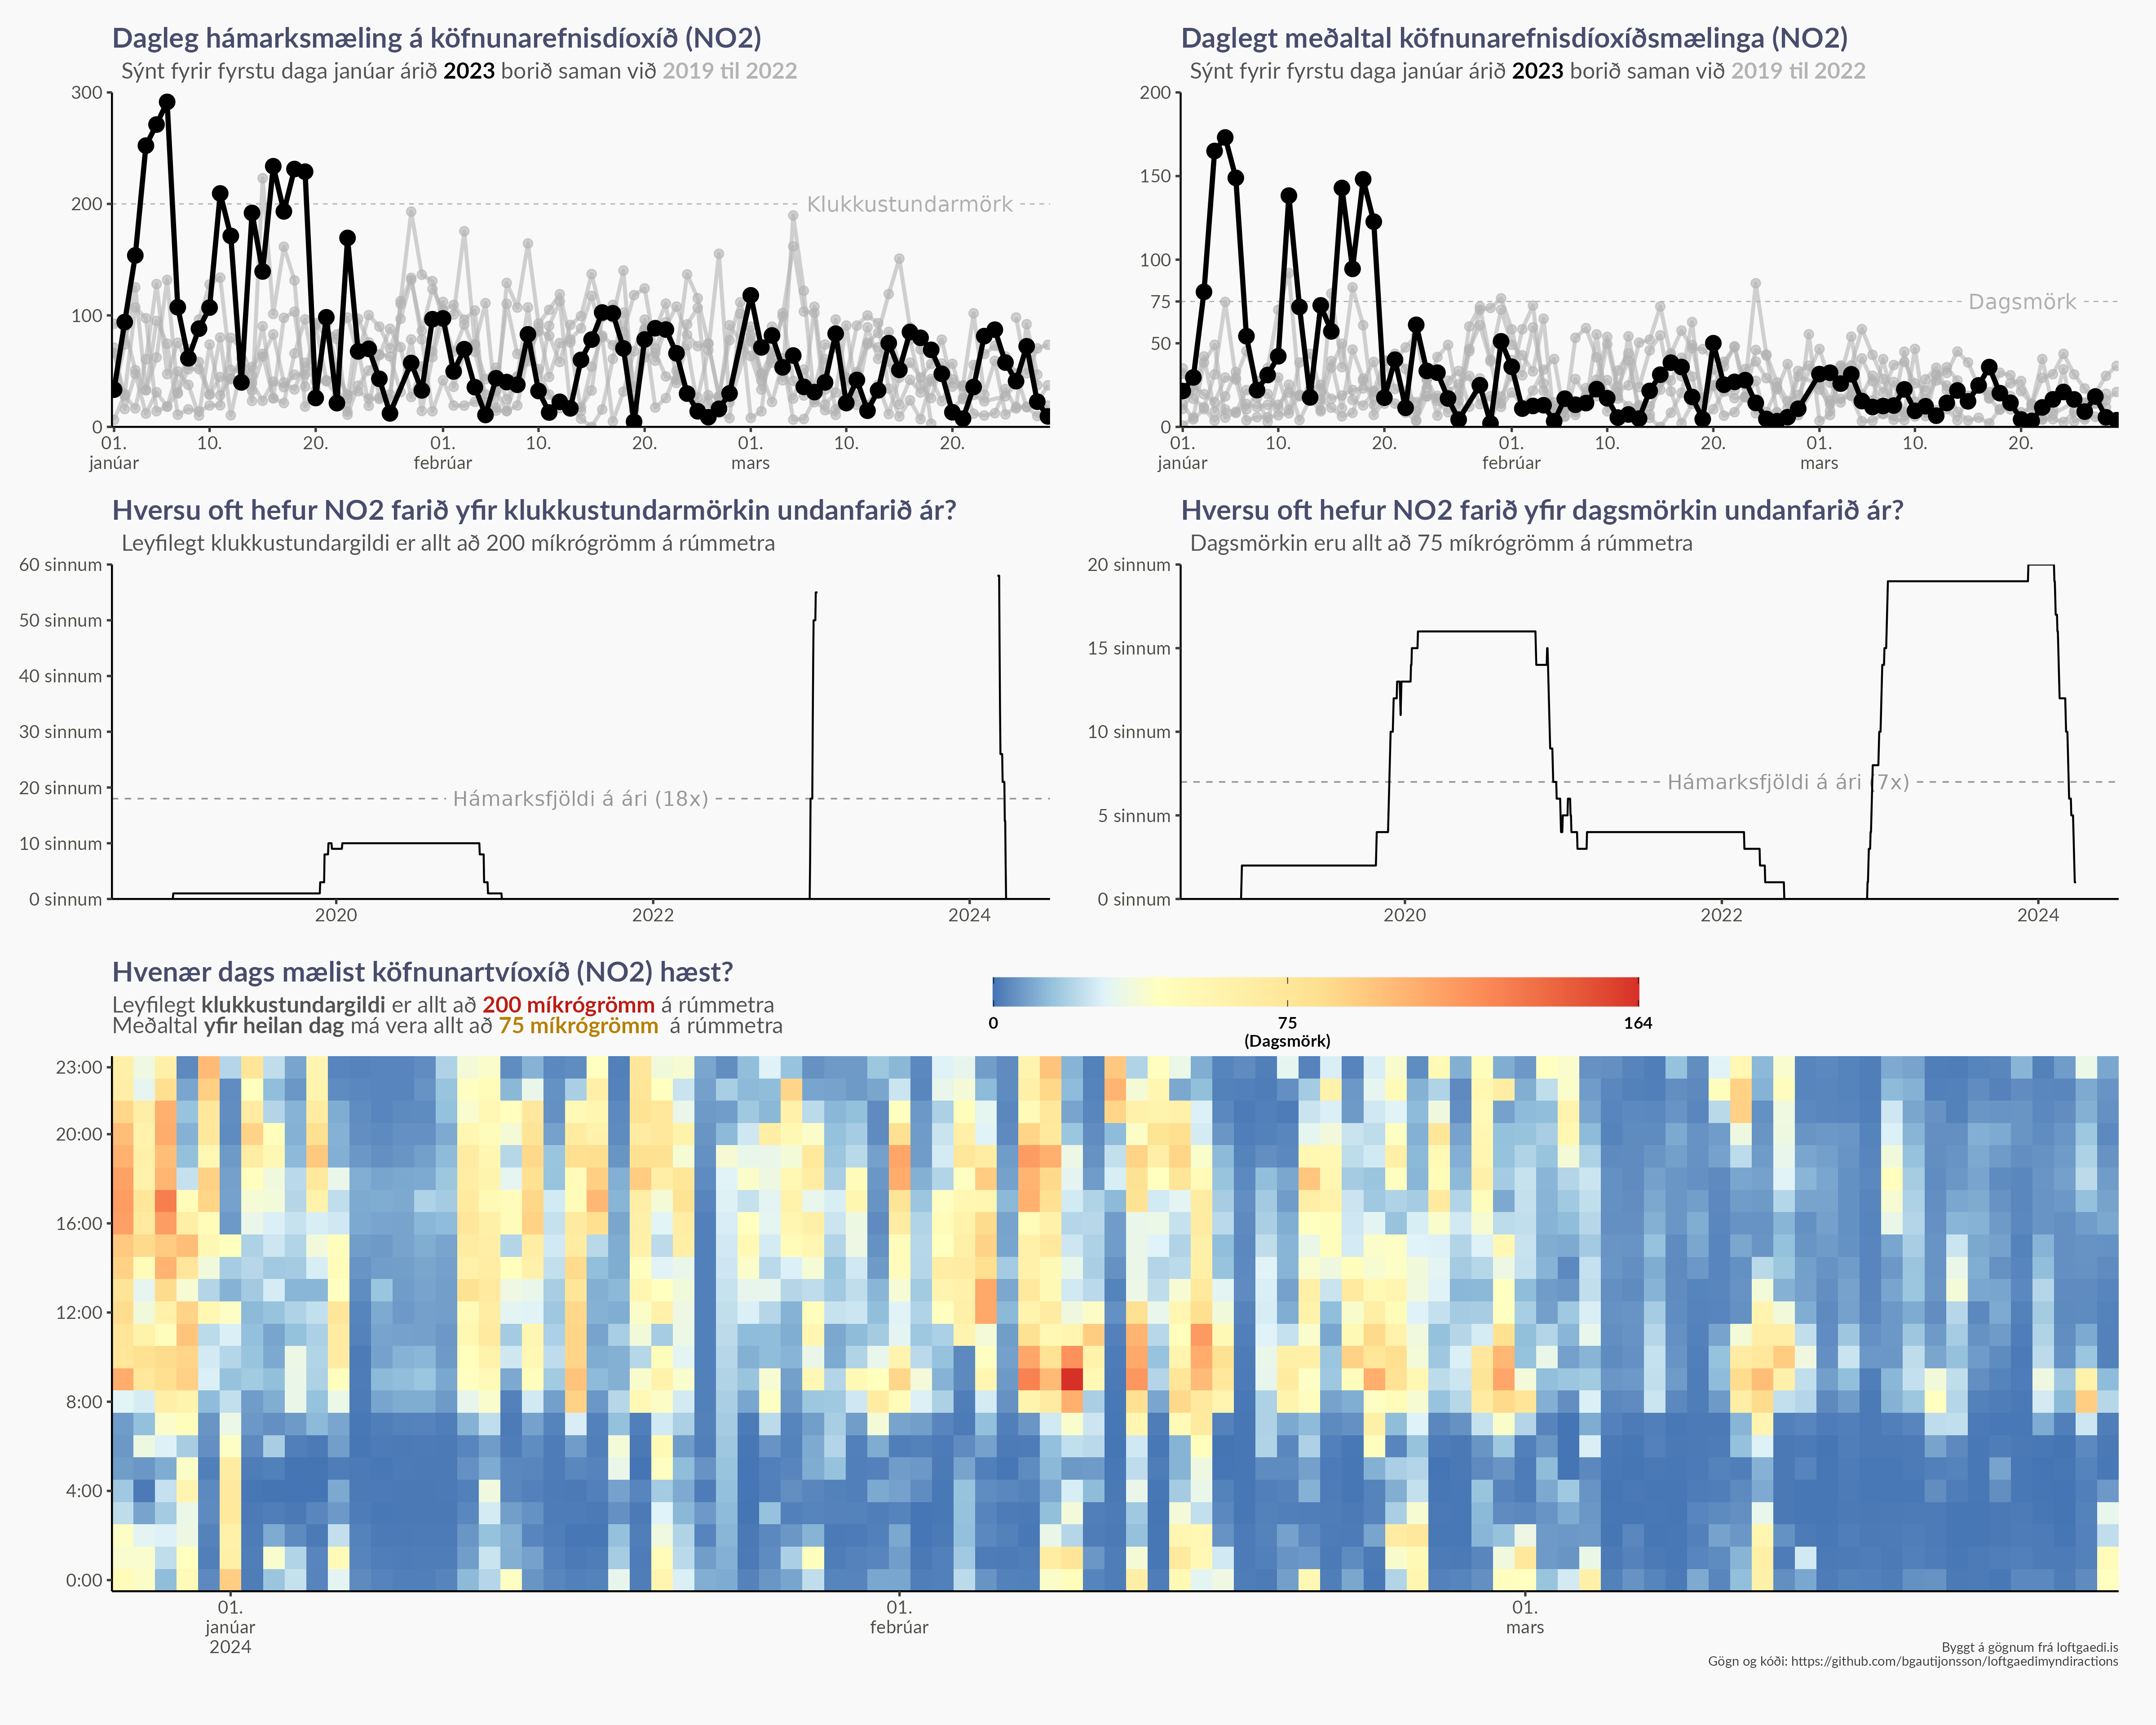 Dagleg hámarksmæling á köfnunarefnisdíoxíð (NO2)
Sýnt fyrir fyrstu daga janúar árið 2023 borið saman við 2019 til 2022
300
200
100
0
Klukkustundarmörk
01. 10. 20. 01. 10. 20. 01. 10. 20.
janúar febrúar mars
Daglegt meðaltal köfnunarefnisdíoxíðsmælinga (NO2)
Sýnt fyrir fyrstu daga janúar árið 2023 borið saman við 2019 til 2022
200
150
100
75
50
0
Dagsmörk
01. 10. 20. 01. 10. 20. 01. 10. 20.
janúar febrúar mars
Hversu oft hefur NO2 farið yfir klukkustundarmörkin undanfarið ár?
Leyfilegt klukkustundargildi er allt að 200 míkrógrömm á rúmmetra
60 sinnum
50 sinnum
40 sinnum
30 sinnum
20 sinnum
10 sinnum
0 sinnum
Hámarksfjöldi á ári (18x)
2020 2022 2024
Hversu oft hefur NO2 farið yfir dagsmörkin undanfarið ár?
Dagsmörkin eru allt að 75 míkrógrömm á rúmmetra
20 sinnum
15 sinnum
10 sinnum
5 sinnum
0 sinnum
Hámarksfjöldi á ári (7x)
2020 2022 2024
Hvenær dags mælist köfnunartvíoxíð (NO2) hæst?
Leyfilegt klukkustundargildi er allt að 200 míkrógrömm á rúmmetra
Meðaltal yfir heilan dag má vera allt að 75 míkrógrömm á rúmmetra
0 75 164
(Dagsmörk)
23:00
20:00
16:00
12:00
8:00
4:00
0:00
01. 01. 01.
janúar febrúar mars
2024
Byggt á gögnum frá loftgaedi.is
Gögn og kóði: https://github.com/bgautijonsson/loftgaedimyndiractions